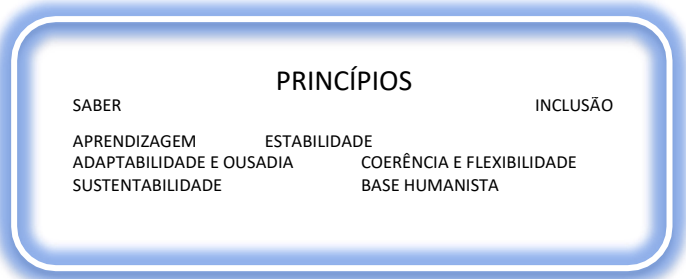 PRINCÍPIOS
SABER INCLUSÃO
APRENDIZAGEM ESTABILIDADE
ADAPTABILIDADE E OUSADIA COERÊNCIA E FLEXIBILIDADE
SUSTENTABILIDADE BASE HUMANISTA